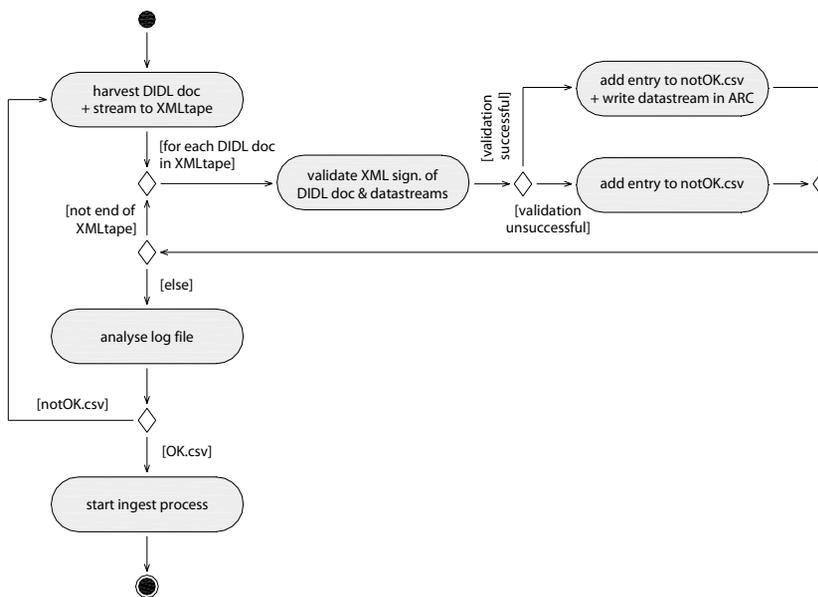 harvest DIDL doc
+ stream to XMLtape
[for each DIDL doc
in XMLtape]
validate XML sign. of
DIDL doc & datastreams
[validation
successful]
add entry to notOK.csv
+ write datastream in ARC
[validation
unsuccessful]
add entry to notOK.csv
[not end of
XMLtape]
[else]
analyse log file
[notOK.csv]
[OK.csv]
start ingest process